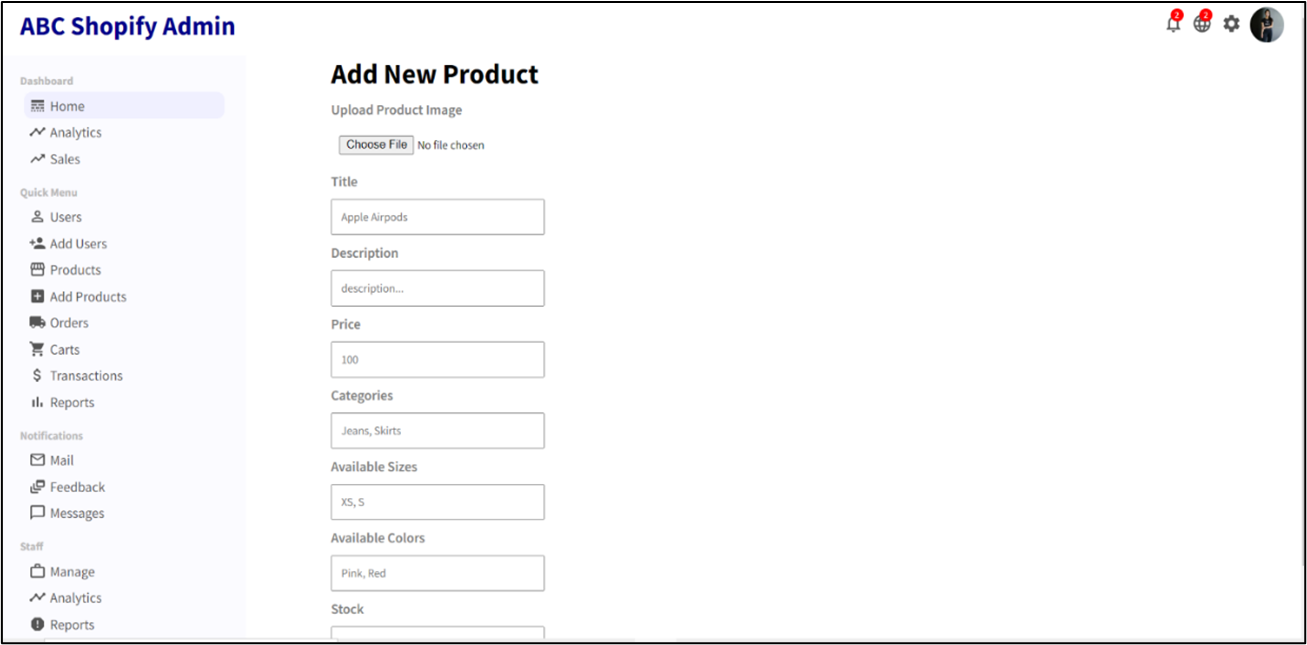 ABC Shopify Admin
2
2
Dashboard
Home
Analytics
Sales
Quick Menu
Users
Add Users
Products
Add Products
Orders
Carts
Transactions
Reports
Notifications
Mail
Feedback
Messages
Staff
Manage
Analytics
Reports
Add New Product
Upload Product Image
Choose File No file chosen
Title
Apple Airpods
Description
description...
Price
100
Categories
Jeans, Skirts
Available Sizes
XS, S
Available Colors
Pink, Red
Stock